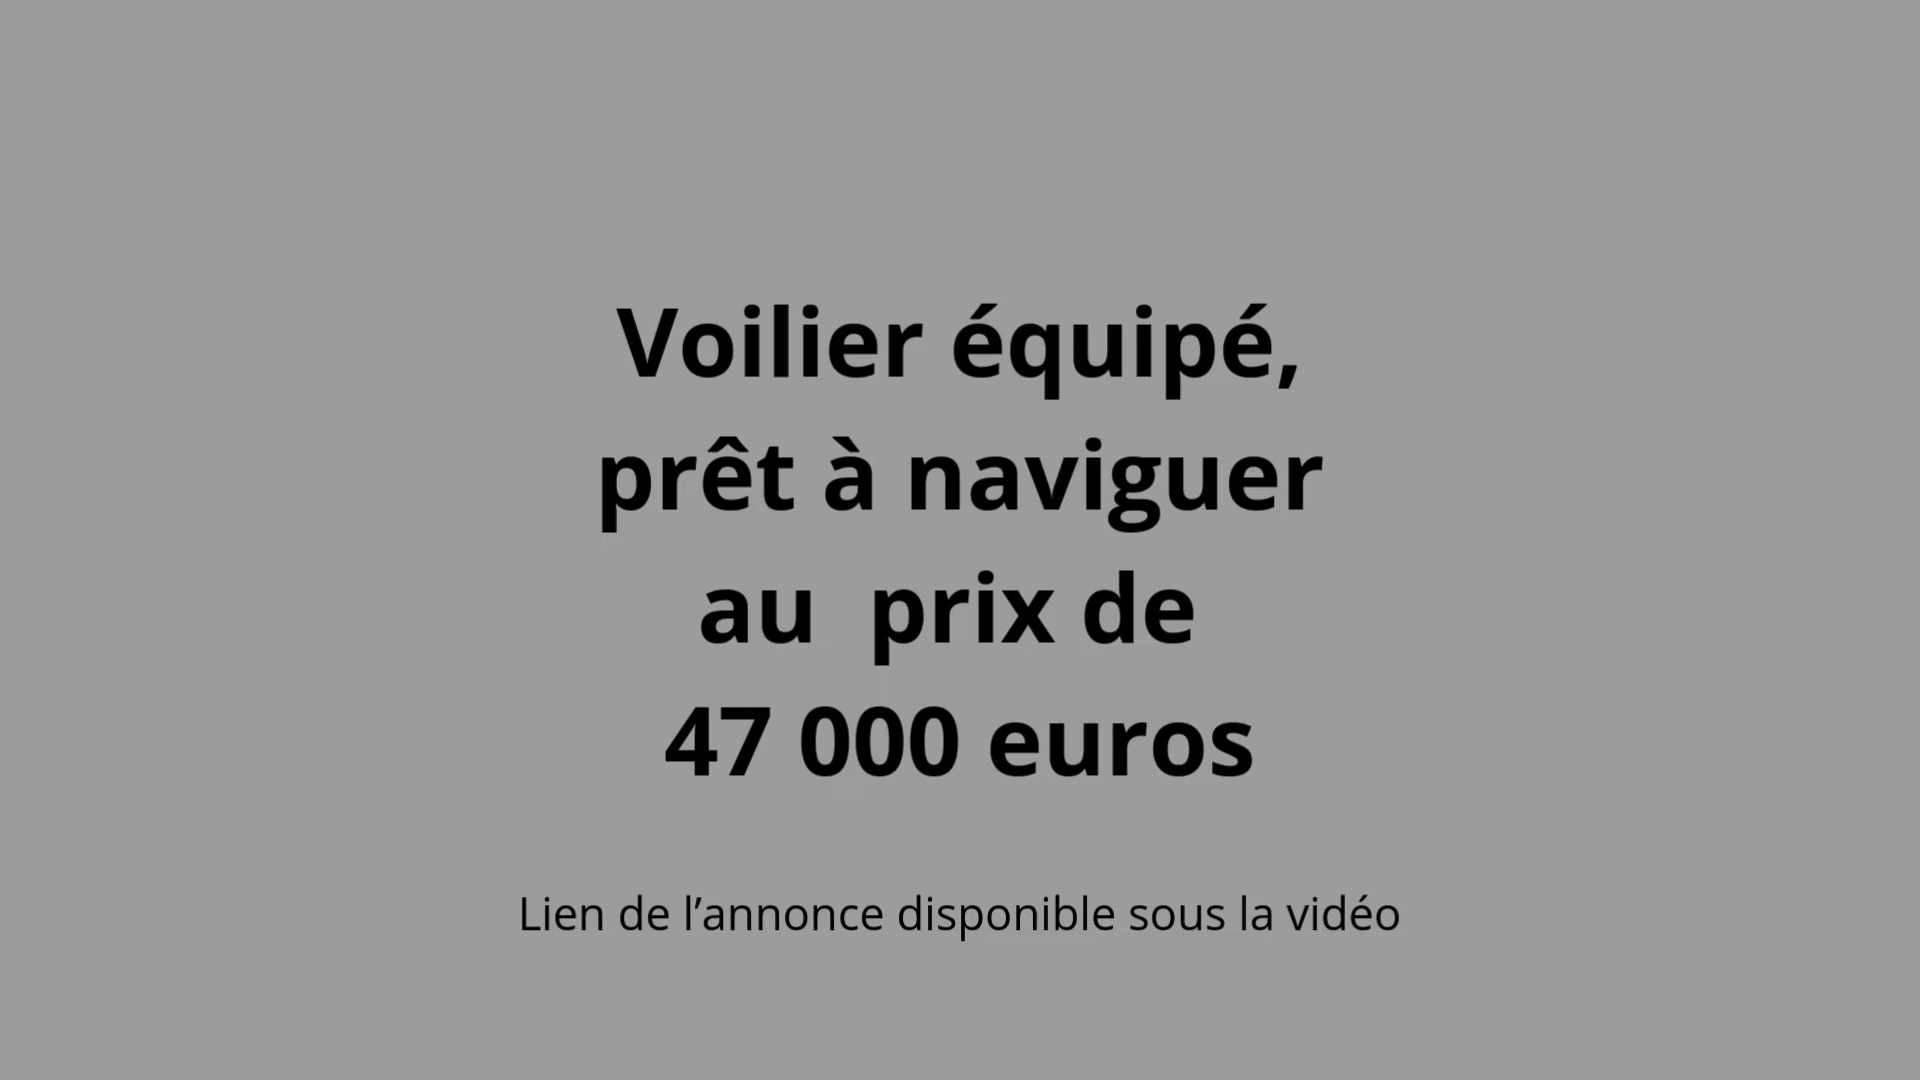 Voilier équipé,
prêt à naviguer
au  prix de
47 000 euros
Lien de l’annonce disponible sous la vidéo